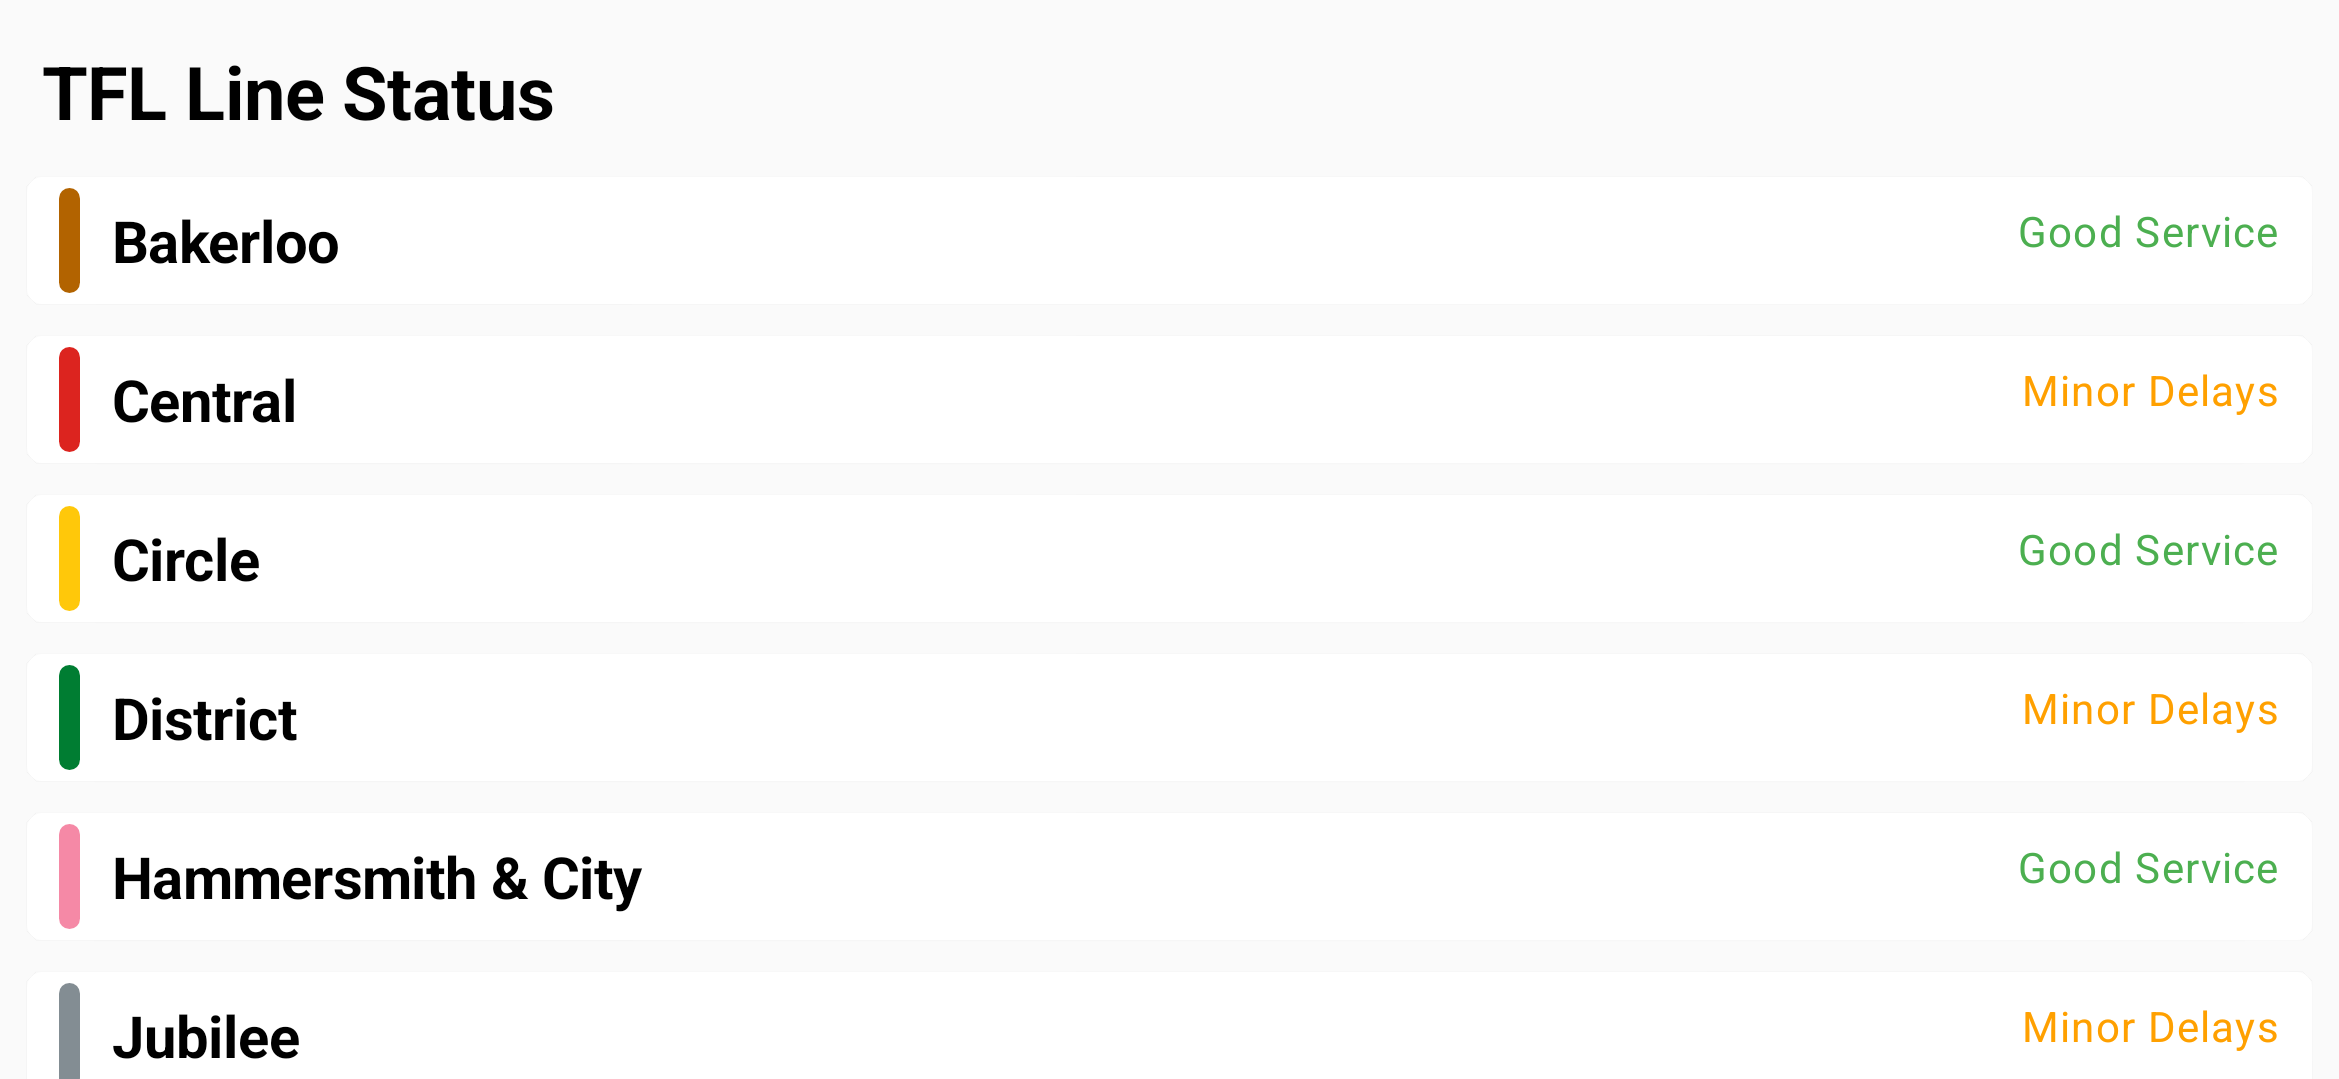 TFL Line Status
Bakerloo Good Service
Central Minor Delays
Circle Good Service
District Minor Delays
Hammersmith & City Good Service
Jubilee Minor Delays